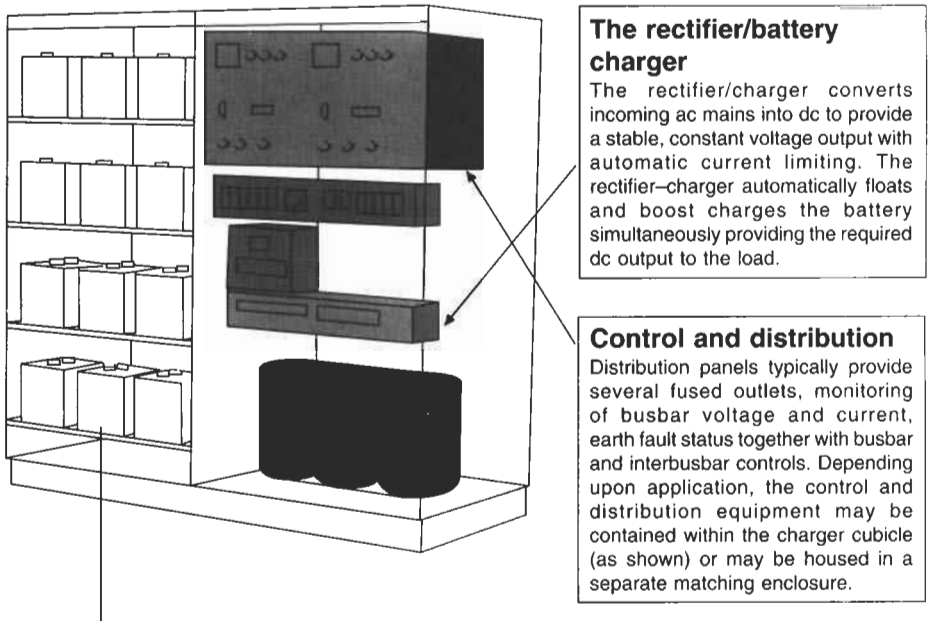 The rectifier/battery
charger
The rectifier/charger converts
incoming ac mains into dc to provide
a stable, constant voltage output with
automatic current limiting. The
rectifier–charger automatically floats
and boost charges the battery
simultaneously providing the required
dc output to the load.
Control and distribution
Distribution panels typically provide
several fused outlets, monitoring
of busbar voltage and current,
earth fault status together with busbar
and interbusbar controls. Depending
upon application, the control and
distribution equipment may be
contained within the charger cubicle
(as shown) or may be housed in a
separate matching enclosure.